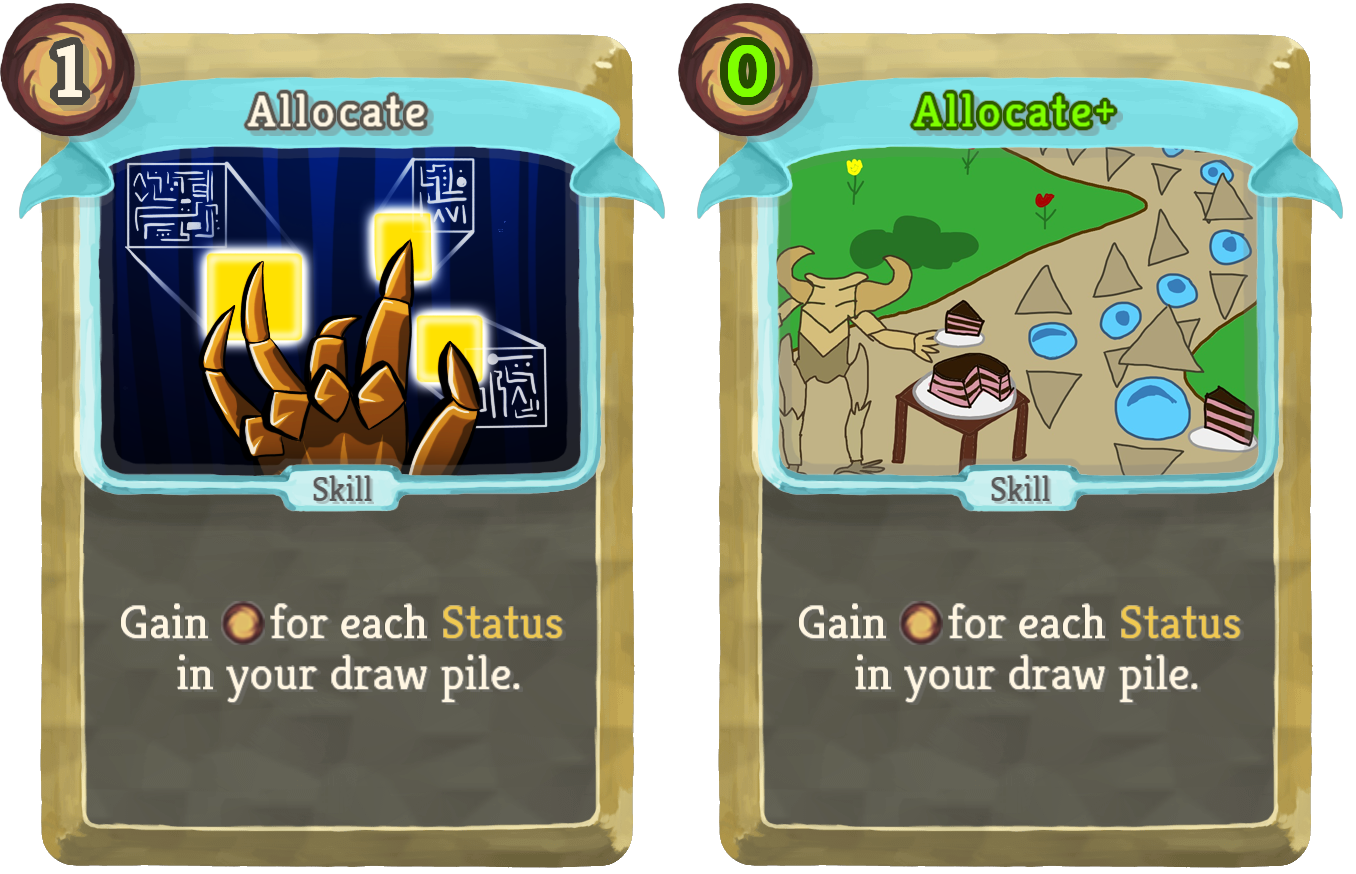 1
Allocate
Skill
Gain for each Status
in your draw pile.
0
Allocate+
Skill
Gain for each Status
in your draw pile.